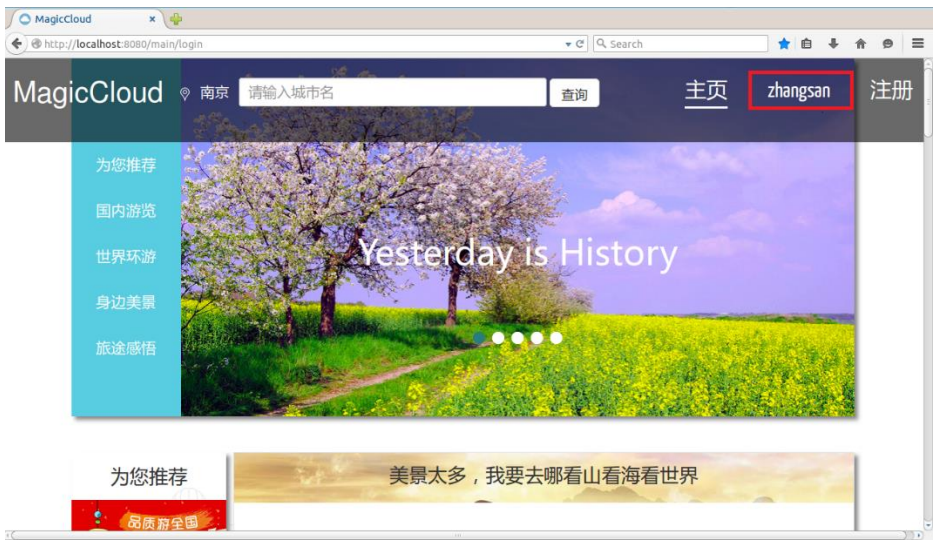 MagicCloud
http://localhost:8080/main/login
Search
MagicCloud
南京
请输入城市名
查询
主页
zhangsan
注册
为您推荐
国内游览
世界环游
身边美景
旅途感悟
Yesterday is History
为您推荐
美景太多，我要去哪看山看海看世界
品质游全国